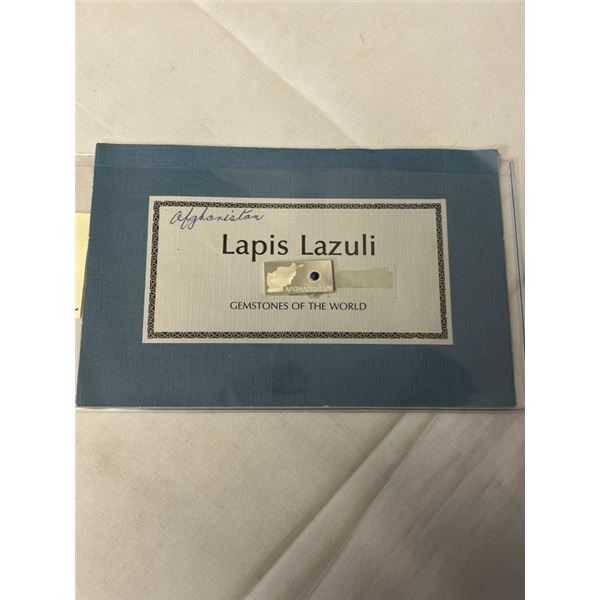 Afghanistan
Lapis Lazuli
AFGHANISTAN
GEMSTONES OF THE WORLD